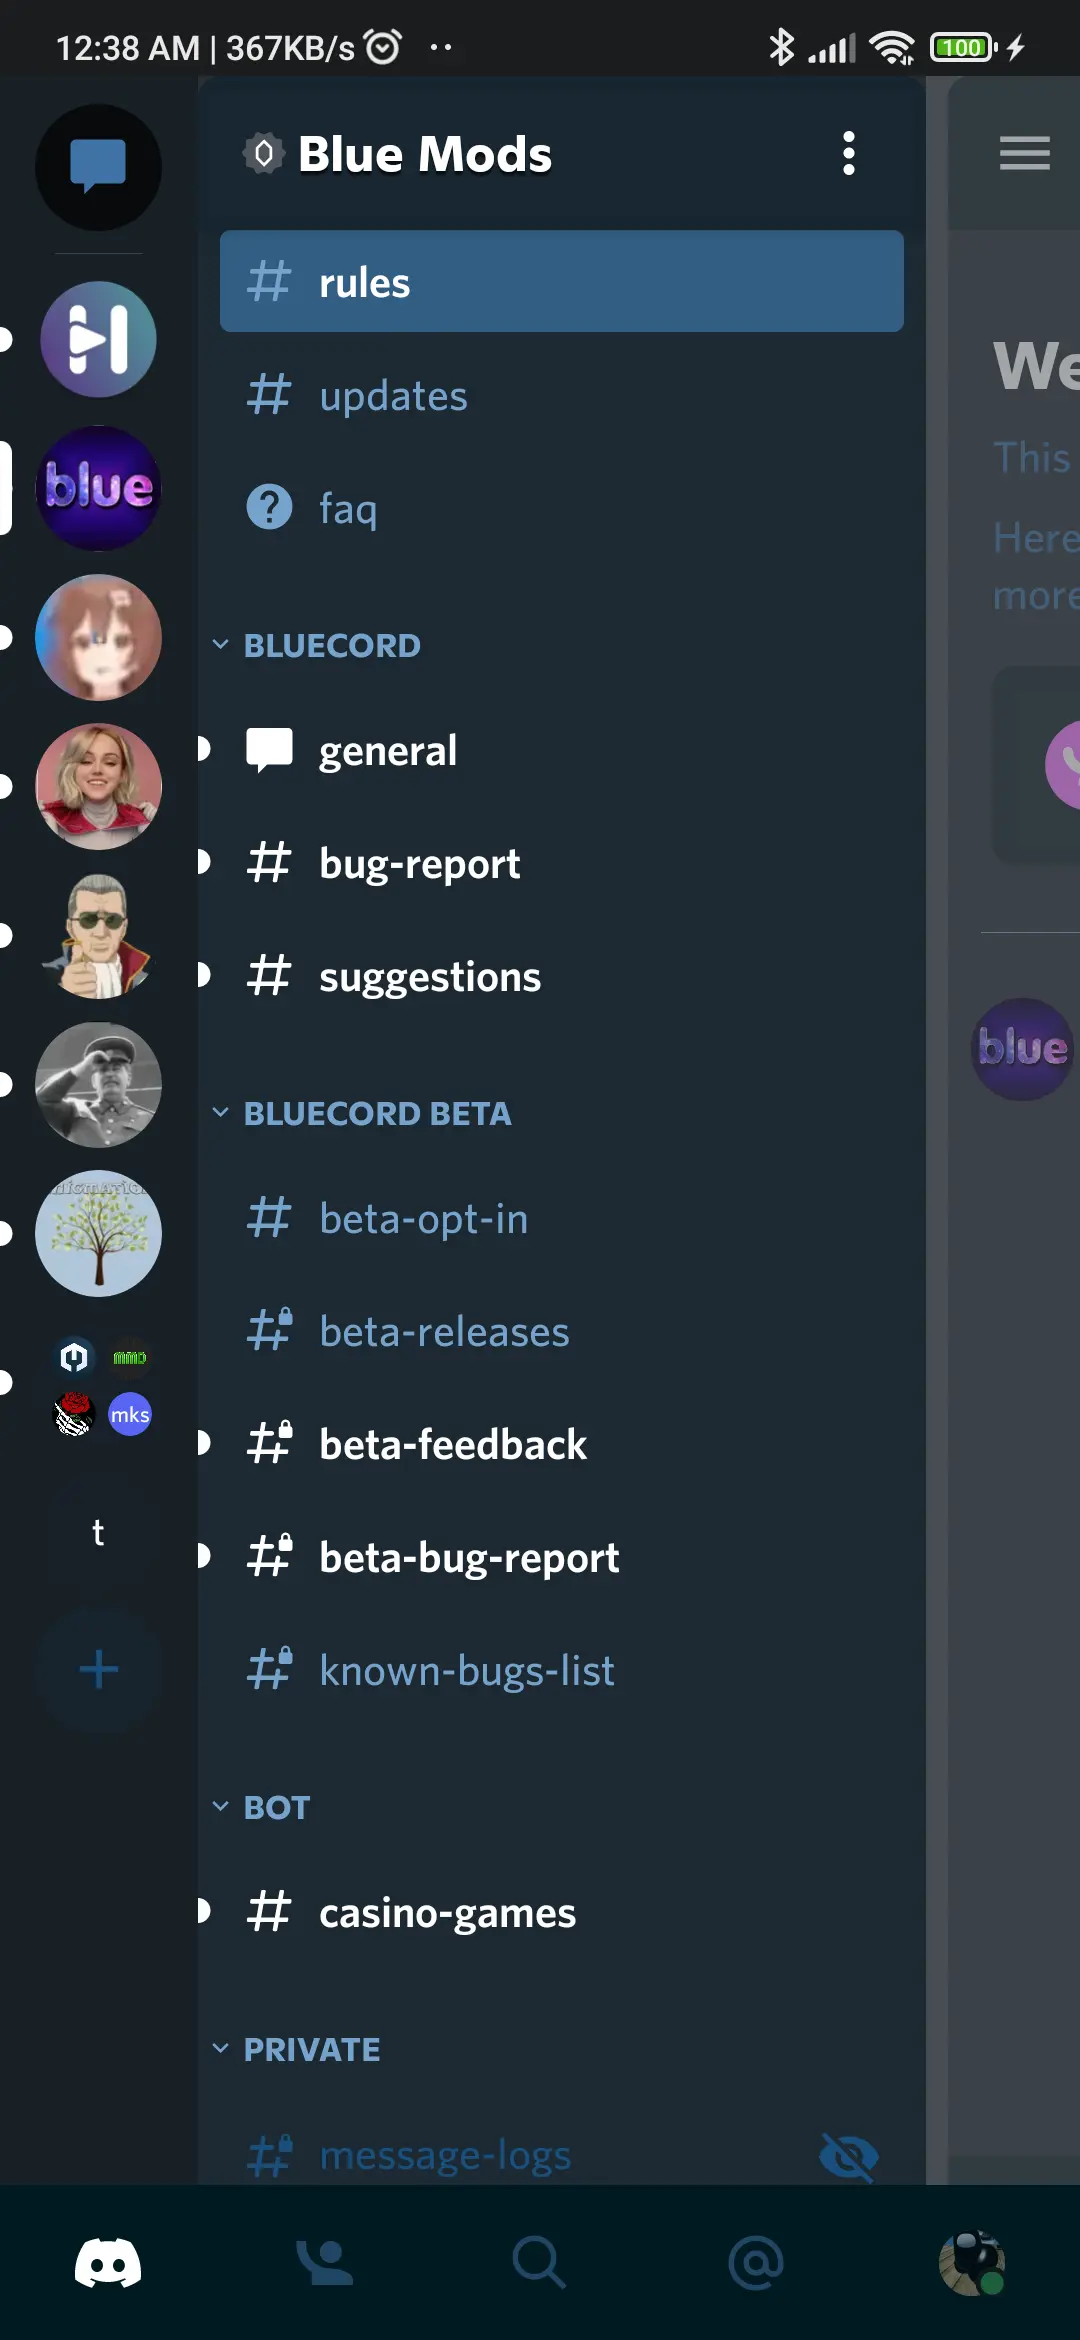 12:38 AM | 367KB/s
100
Blue Mods
rules
We
updates
This
faq
Here
more
blue
BLUECORD
general
bug-report
suggestions
blue
BLUECORD BETA
beta-opt-in
beta-releases
mmd
mks
beta-feedback
t
beta-bug-report
known-bugs-list
BOT
casino-games
PRIVATE
message-logs